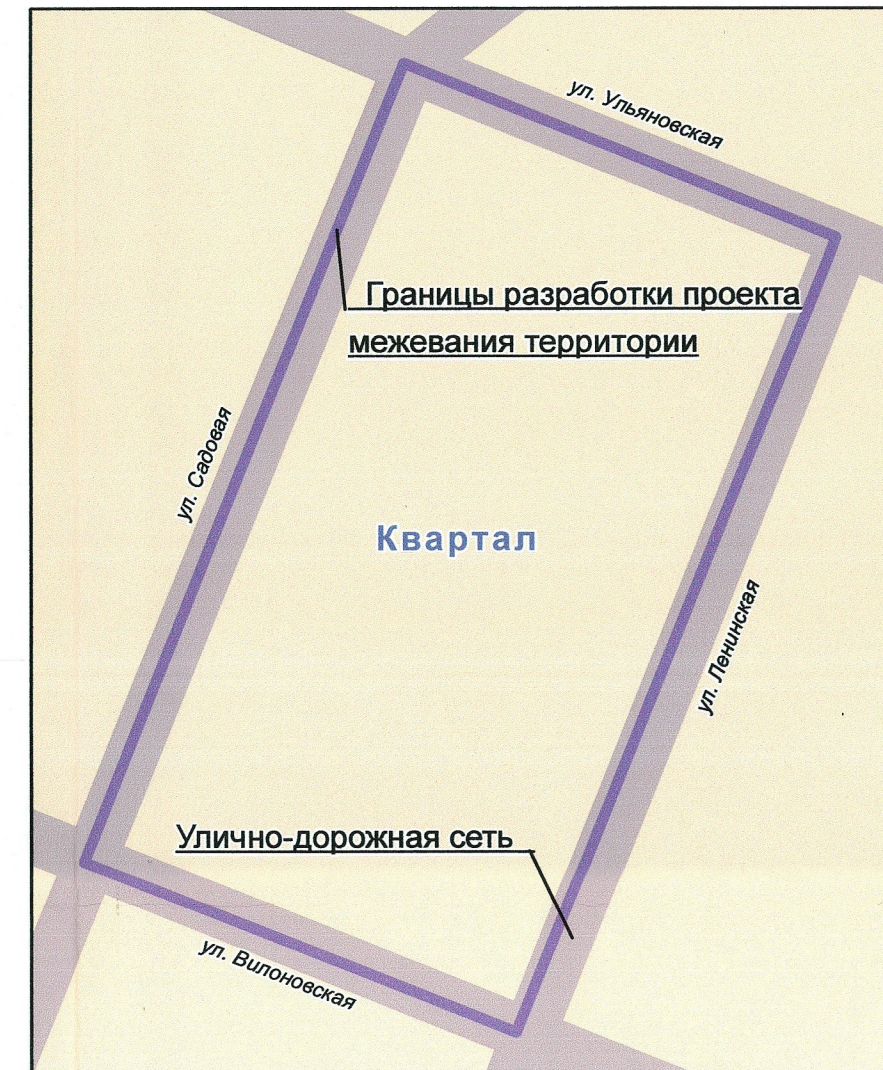 ул. Ульяновская
Границы разработки проекта
межевания территории
ул. Садовая
Квартал
ул. Ленинская
Улично-дорожная сеть
ул. Вилоновская